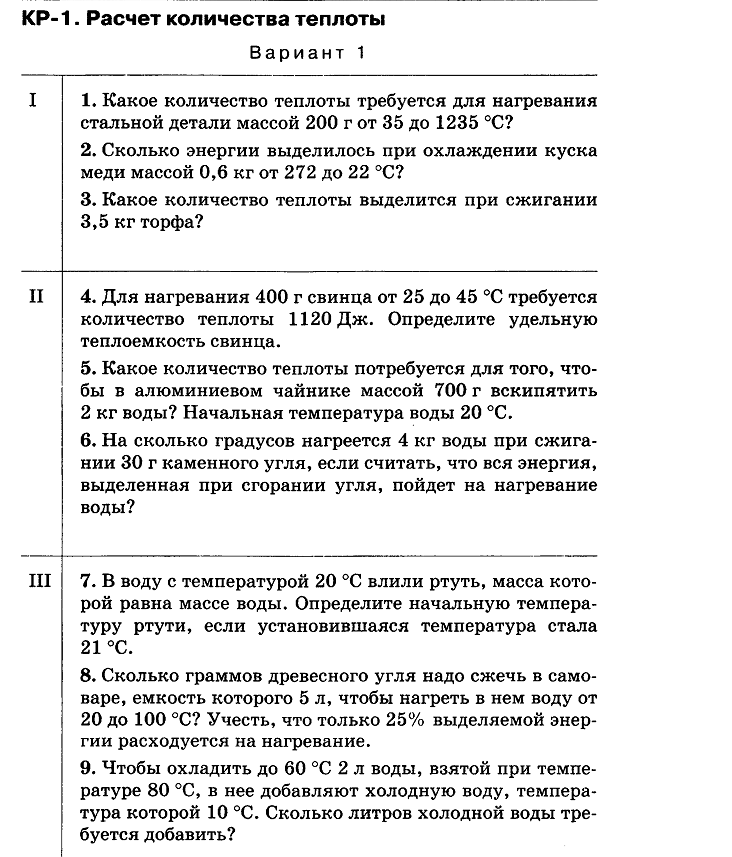 КР-1. Расчет количества теплоты
Вариант 1
I
1. Какое количество теплоты требуется для нагревания
стальной детали массой 200 г от 35 до 1235 °С?
2. Сколько энергии выделилось при охлаждении куска
меди массой 0,6 кг от 272 до 22 °С?
3. Какое количество теплоты выделится при сжигании
3,5 кг торфа?
II
4. Для нагревания 400 г свинца от 25 до 45 °С требуется
количество теплоты 1120 Дж. Определите удельную
теплоемкость свинца.
5. Какое количество теплоты потребуется для того, что-
бы в алюминиевом чайнике массой 700 г вскипятить
2 кг воды? Начальная температура воды 20 °С.
6. На сколько градусов нагреется 4 кг воды при сжига-
нии 30 г каменного угля, если считать, что вся энергия,
выделенная при сгорании угля, пойдет на нагревание
воды?
III
7. В воду с температурой 20 °С влили ртуть, масса кото-
рой равна массе воды. Определите начальную темпера-
туру ртути, если установившаяся температура стала
21 °С.
8. Сколько граммов древесного угля надо сжечь в само-
варе, емкость которого 5 л, чтобы нагреть в нем воду от
20 до 100 °С? Учесть, что только 25% выделяемой энер-
гии расходуется на нагревание.
9. Чтобы охладить до 60 °С 2 л воды, взятой при темпе-
ратуре 80 °С, в нее добавляют холодную воду, темпера-
тура которой 10 °С. Сколько литров холодной воды тре-
буется добавить?